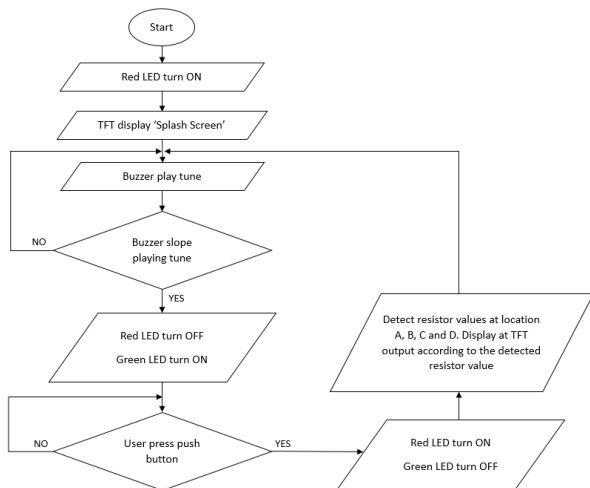 Start
Red LED turn ON
TFT display ‘Splash Screen’
Buzzer play tune
Buzzer slope
playing tune
NO
YES
Red LED turn OFF
Green LED turn ON
User press push
button
NO
YES
Red LED turn ON
Green LED turn OFF
Detect resistor values at location
A, B, C and D. Display at TFT
output according to the detected
resistor value